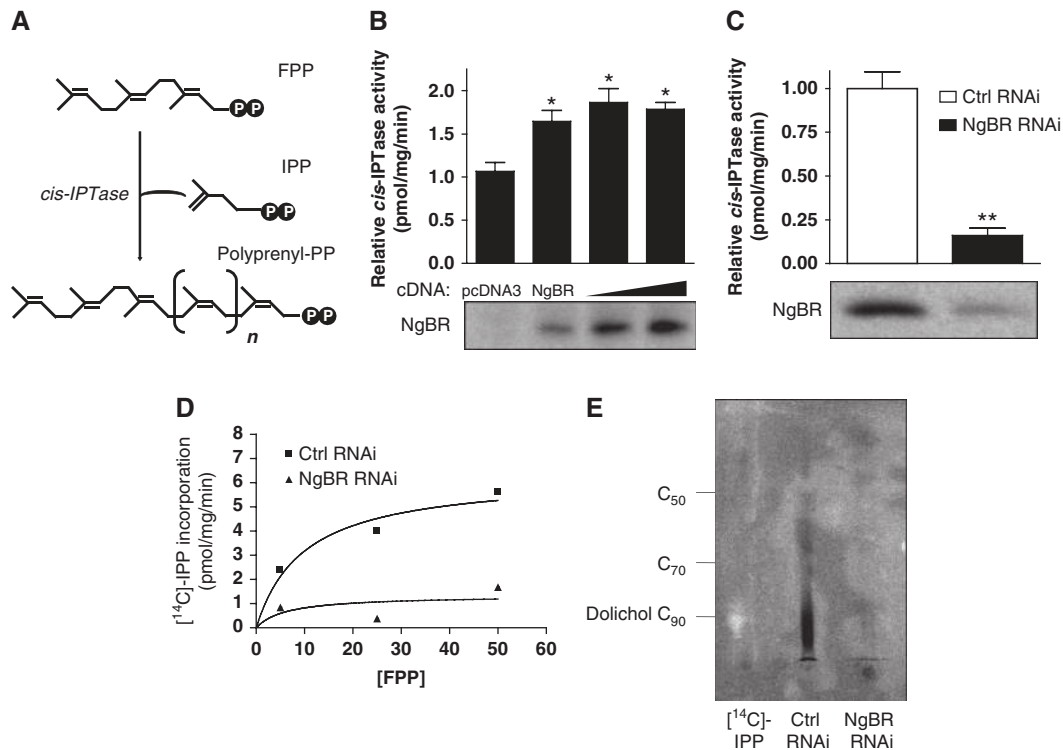 A
FPP
PP
IPP
cis-IPTase
PP
Polyprenyl-PP
PP
n
B
Relative cis-IPTase activity
(pmol/mg/min)
2.0
1.5
1.0
0.5
0.0
*
*
*
cDNA: pcDNA3 NgBR
NgBR
C
Relative cis-IPTase activity
(pmol/mg/min)
1.00
0.75
0.50
0.25
0.00
Ctrl RNAi
NgBR RNAi
**
NgBR
D
[14C]-IPP incorporation
(pmol/mg/min)
8
7
6
5
4
3
2
1
0
Ctrl RNAi
NgBR RNAi
0 10 20 30 40 50 60
[FPP]
E
C50
C70
Dolichol C90
[14C]-
IPP
Ctrl
RNAi
NgBR
RNAi